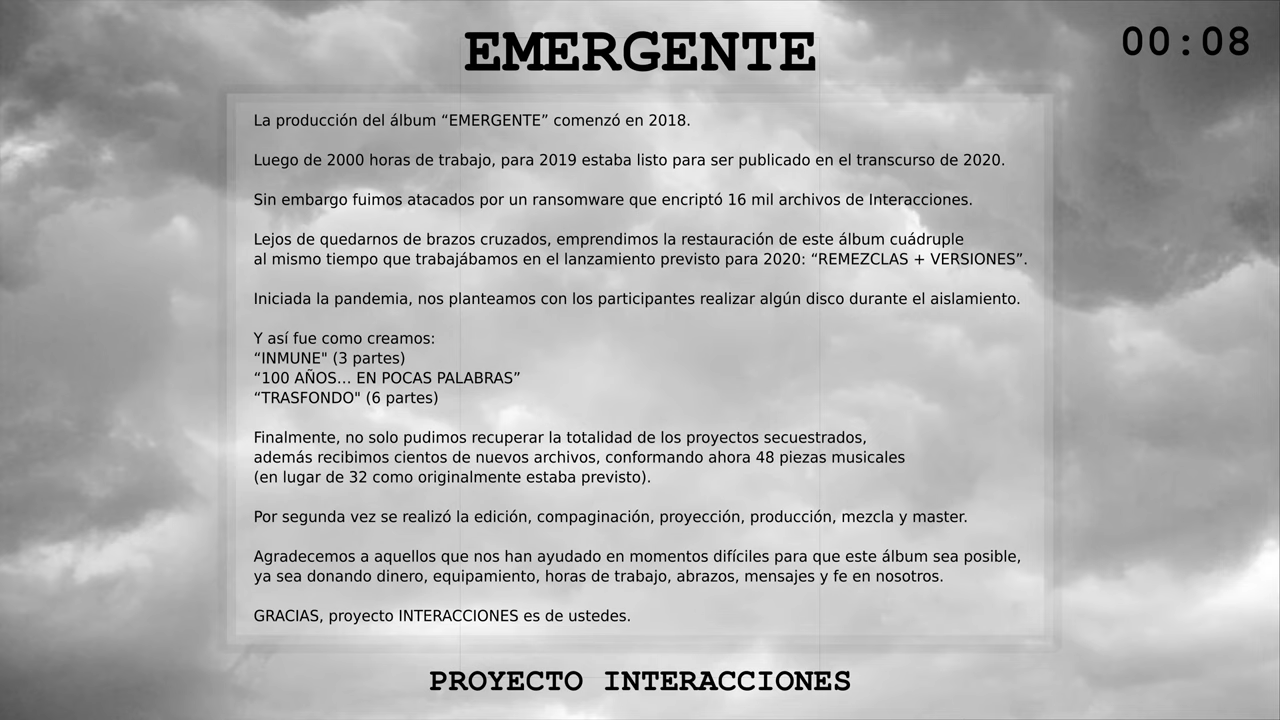 EMERGENTE
00:08
La producción del álbum “EMERGENTE” comenzó en 2018.
Luego de 2000 horas de trabajo, para 2019 estaba listo para ser publicado en el transcurso de 2020.
Sin embargo fuimos atacados por un ransomware que encriptó 16 mil archivos de Interacciones.
Lejos de quedarnos de brazos cruzados, emprendimos la restauración de este álbum cuádruple
al mismo tiempo que trabajábamos en el lanzamiento previsto para 2020: “REMEZCLAS + VERSIONES”.
Iniciada la pandemia, nos planteamos con los participantes realizar algún disco durante el aislamiento.
Y así fue como creamos:
“INMUNE" (3 partes)
“100 AÑOS... EN POCAS PALABRAS”
“TRASFONDO" (6 partes)
Finalmente, no solo pudimos recuperar la totalidad de los proyectos secuestrados,
además recibimos cientos de nuevos archivos, conformando ahora 48 piezas musicales
(en lugar de 32 como originalmente estaba previsto).
Por segunda vez se realizó la edición, compaginación, proyección, producción, mezcla y master.
Agradecemos a aquellos que nos han ayudado en momentos difíciles para que este álbum sea posible,
ya sea donando dinero, equipamiento, horas de trabajo, abrazos, mensajes y fe en nosotros.
GRACIAS, proyecto INTERACCIONES es de ustedes.
PROYECTO INTERACCIONES